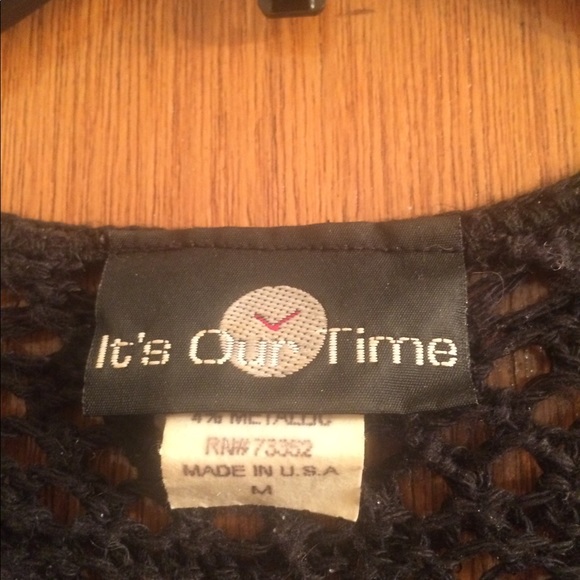 It's Our Time
4% METALLIC
RN# 73352
MADE IN U.S.A
M